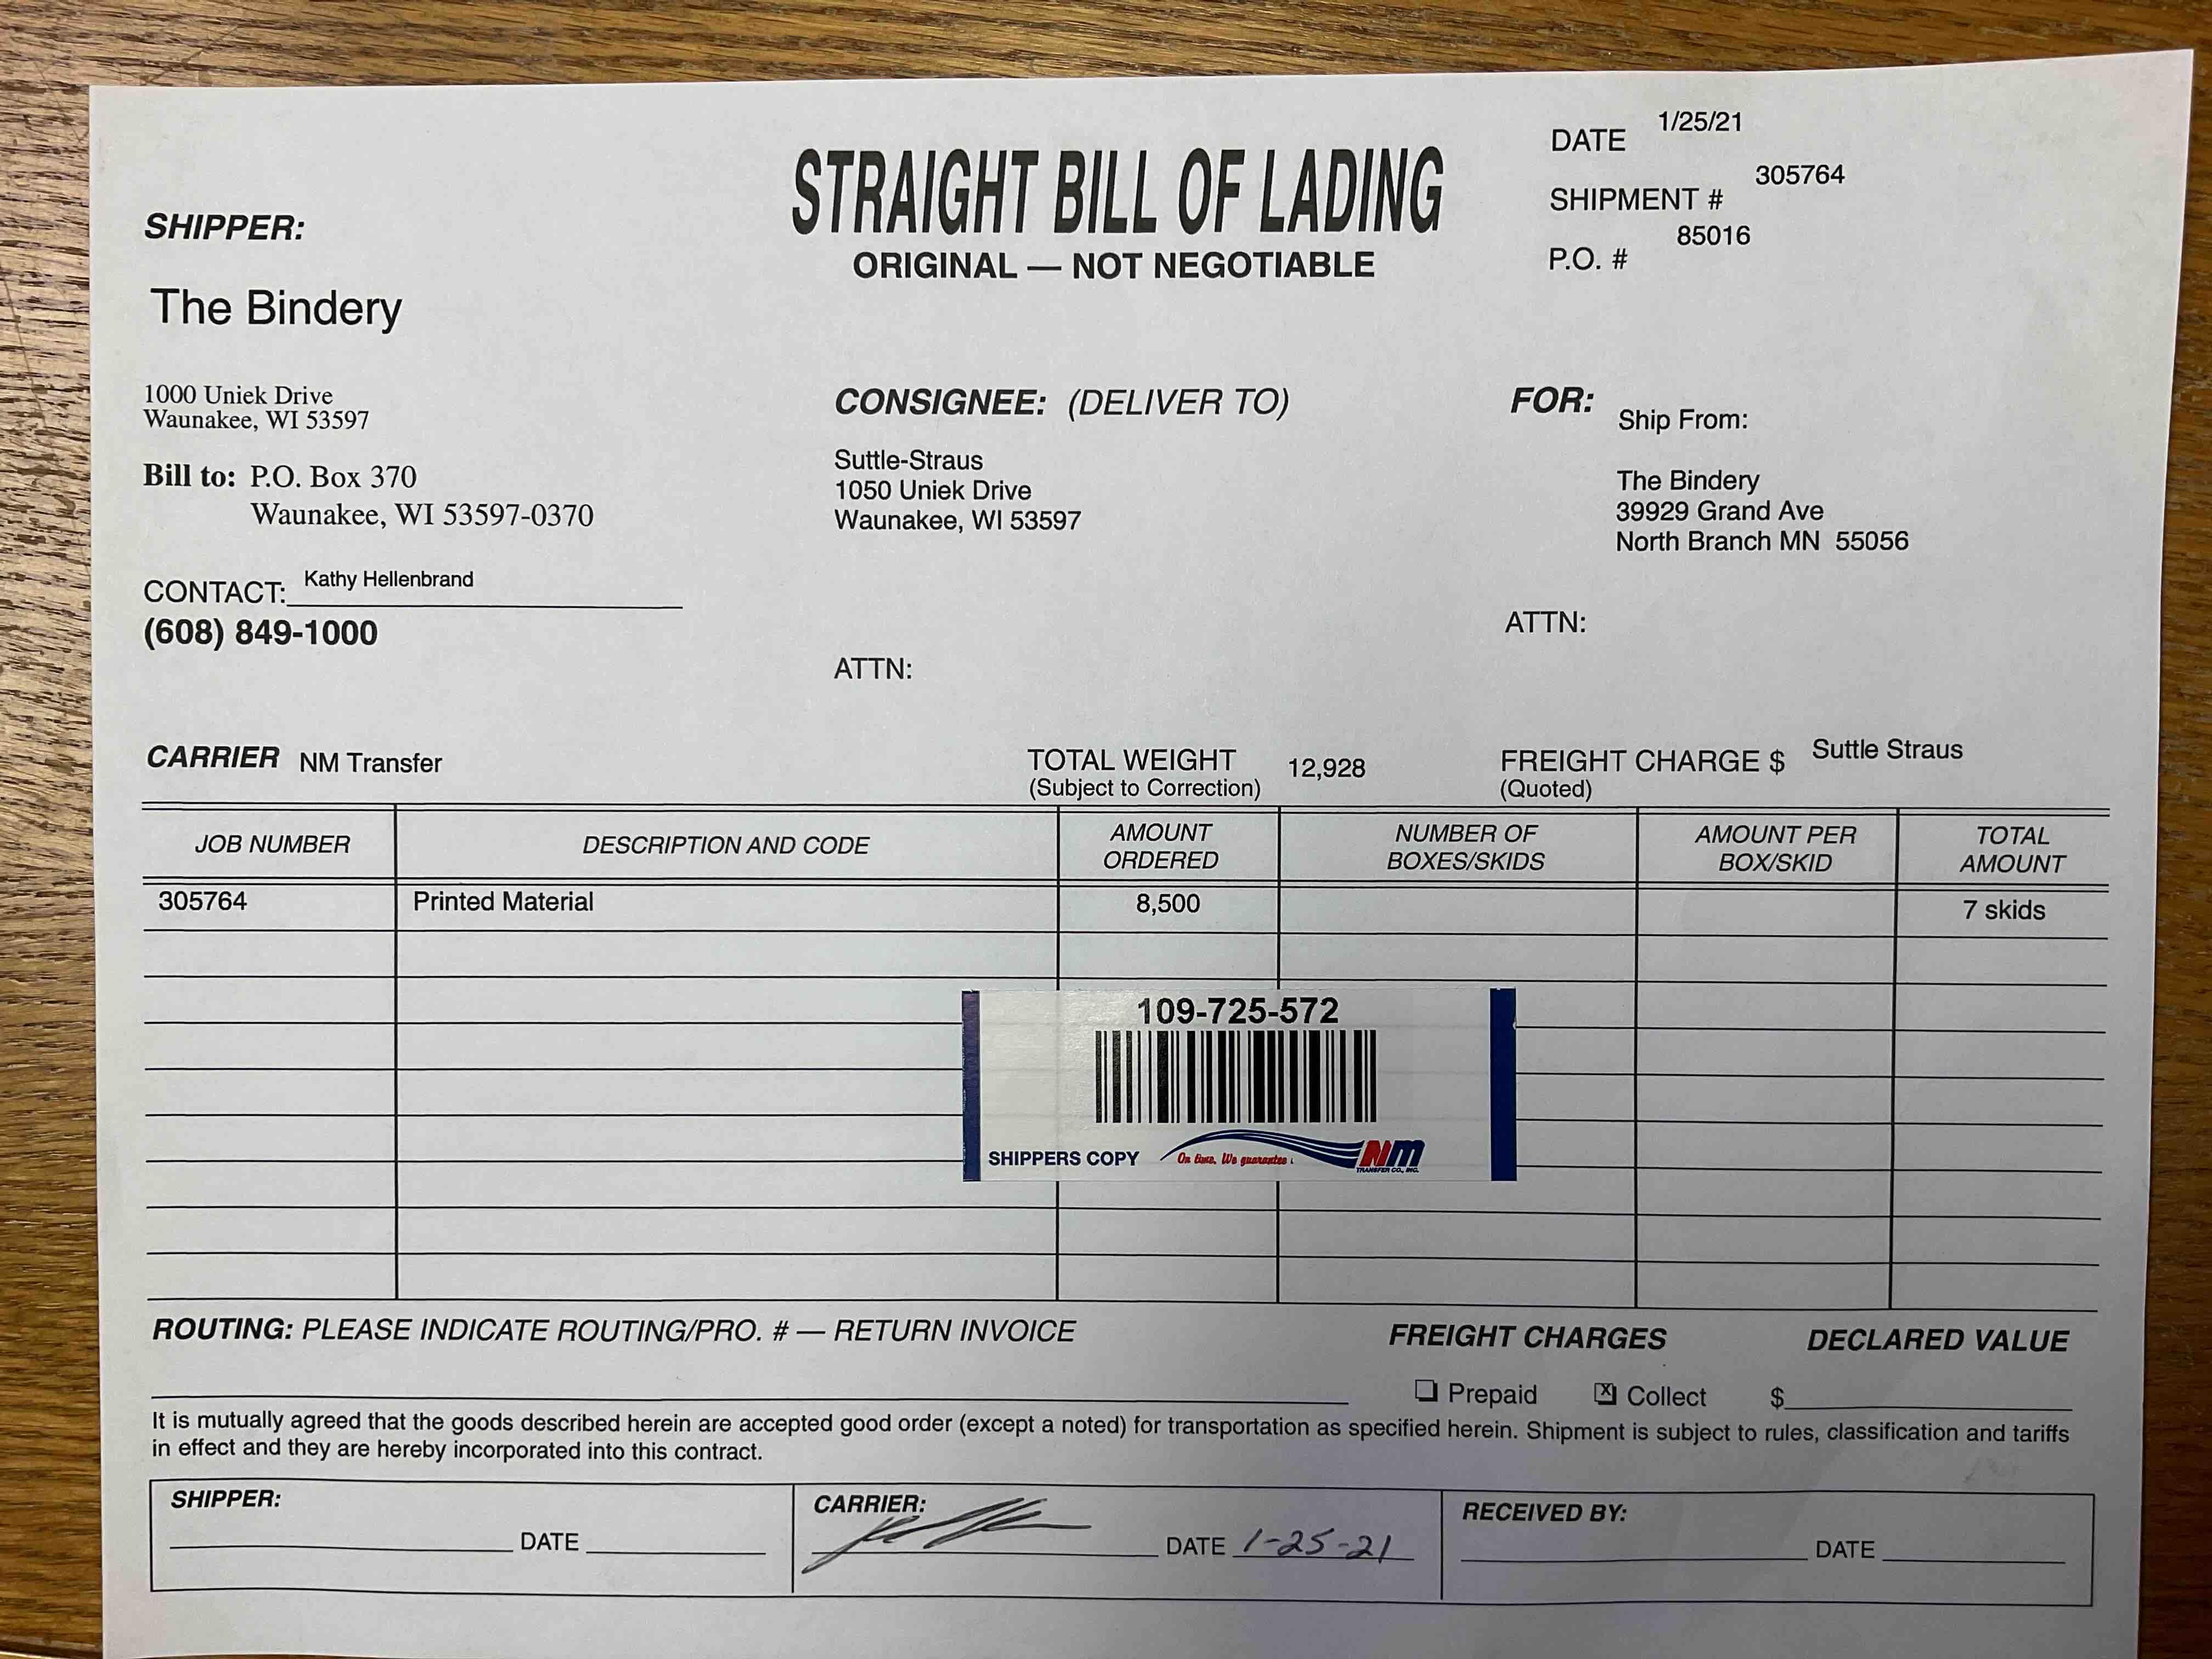 DATE 1/25/21
STRAIGHT BILL OF LADING
SHIPMENT # 305764
ORIGINAL — NOT NEGOTIABLE
P.O. # 85016
SHIPPER:
The Bindery
1000 Uniek Drive
Waunakee, WI 53597
Bill to: P.O. Box 370
Waunakee, WI 53597-0370
CONTACT: Kathy Hellenbrand
(608) 849-1000
CONSIGNEE: (DELIVER TO)
Suttle-Straus
1050 Uniek Drive
Waunakee, WI 53597
ATTN:
FOR: Ship From:
The Bindery
39929 Grand Ave
North Branch MN 55056
ATTN:
CARRIER NM Transfer
TOTAL WEIGHT 12,928
(Subject to Correction)
FREIGHT CHARGE $ Suttle Straus
(Quoted)
JOB NUMBER DESCRIPTION AND CODE AMOUNT ORDERED NUMBER OF BOXES/SKIDS AMOUNT PER BOX/SKID TOTAL AMOUNT
305764 Printed Material 8,500 7 skids
109-725-572
SHIPPERS COPY On time. We guarantee NM
TRANSFER CO., INC.
ROUTING: PLEASE INDICATE ROUTING/PRO. # — RETURN INVOICE
FREIGHT CHARGES DECLARED VALUE
Prepaid X Collect $
It is mutually agreed that the goods described herein are accepted good order (except a noted) for transportation as specified herein. Shipment is subject to rules, classification and tariffs
in effect and they are hereby incorporated into this contract.
SHIPPER: DATE
CARRIER: DATE 1-25-21
RECEIVED BY: DATE